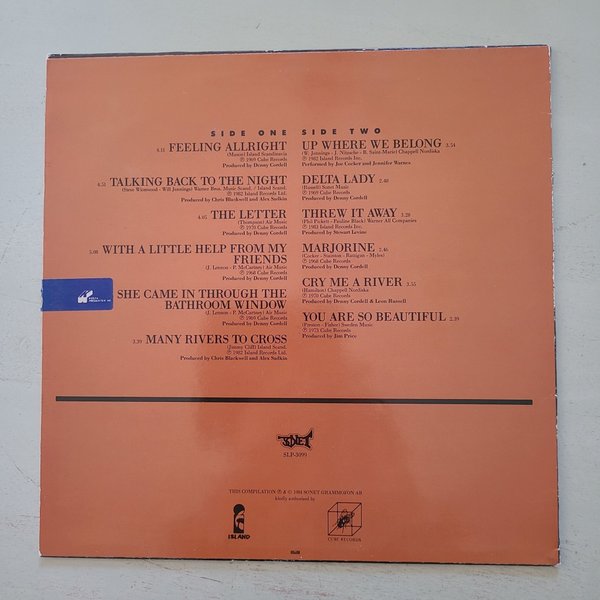 SIDE ONE
4.11 FEELING ALLRIGHT
(Mason) Island Scandinavia
℗ 1969 Cube Records
Produced by Denny Cordell
4.51 TALKING BACK TO THE NIGHT
(Steve Winwood - Will Jennings) Warner Bros. Music Scand. / Island Scand.
℗ 1982 Island Records Ltd.
Produced by Chris Blackwell and Alex Sadkin
4.05 THE LETTER
(Thompson) Air Music
℗ 1970 Cube Records
Produced by Denny Cordell
5.08 WITH A LITTLE HELP FROM MY
FRIENDS
(J. Lennon - P. McCartney) Air Music
℗ 1968 Cube Records
Produced by Denny Cordell
SHE CAME IN THROUGH THE
BATHROOM WINDOW
(J. Lennon - P. McCartney) Air Music
℗ 1969 Cube Records
Produced by Denny Cordell
3.39 MANY RIVERS TO CROSS
(Jimmy Cliff) Island Scand.
℗ 1982 Island Records Ltd.
Produced by Chris Blackwell and Alex Sadkin
SIDE TWO
UP WHERE WE BELONG 3.54
(W. Jennings - J. Nitzsche - B. Saint-Marie) Chappell Nordiska
℗ 1982 Island Records Inc.
Performed by Joe Cocker and Jennifer Warnes
DELTA LADY 2.48
(Russell) Sonet Music
℗ 1969 Cube Records
Produced by Denny Cordell
THREW IT AWAY 3.28
(Phil Pickett - Pauline Black) Warner All Companies
℗ 1983 Island Records Inc.
Produced by Stewart Levine
MARJORINE 2.46
(Cocker - Stainton - Rattigan - Myles)
℗ 1968 Cube Records
Produced by Denny Cordell
CRY ME A RIVER 3.55
(Hamilton) Chappell Nordiska
℗ 1970 Cube Records
Produced by Denny Cordell & Leon Russell
YOU ARE SO BEAUTIFUL 2.39
(Preston - Fisher) Sweden Music
℗ 1973 Cube Records
Produced by Jim Price
SONET
SLP-3099
THIS COMPILATION ℗ & © 1984 SONET GRAMMOFON AB
kindly authorised by
ISLAND
CUBE RECORDS